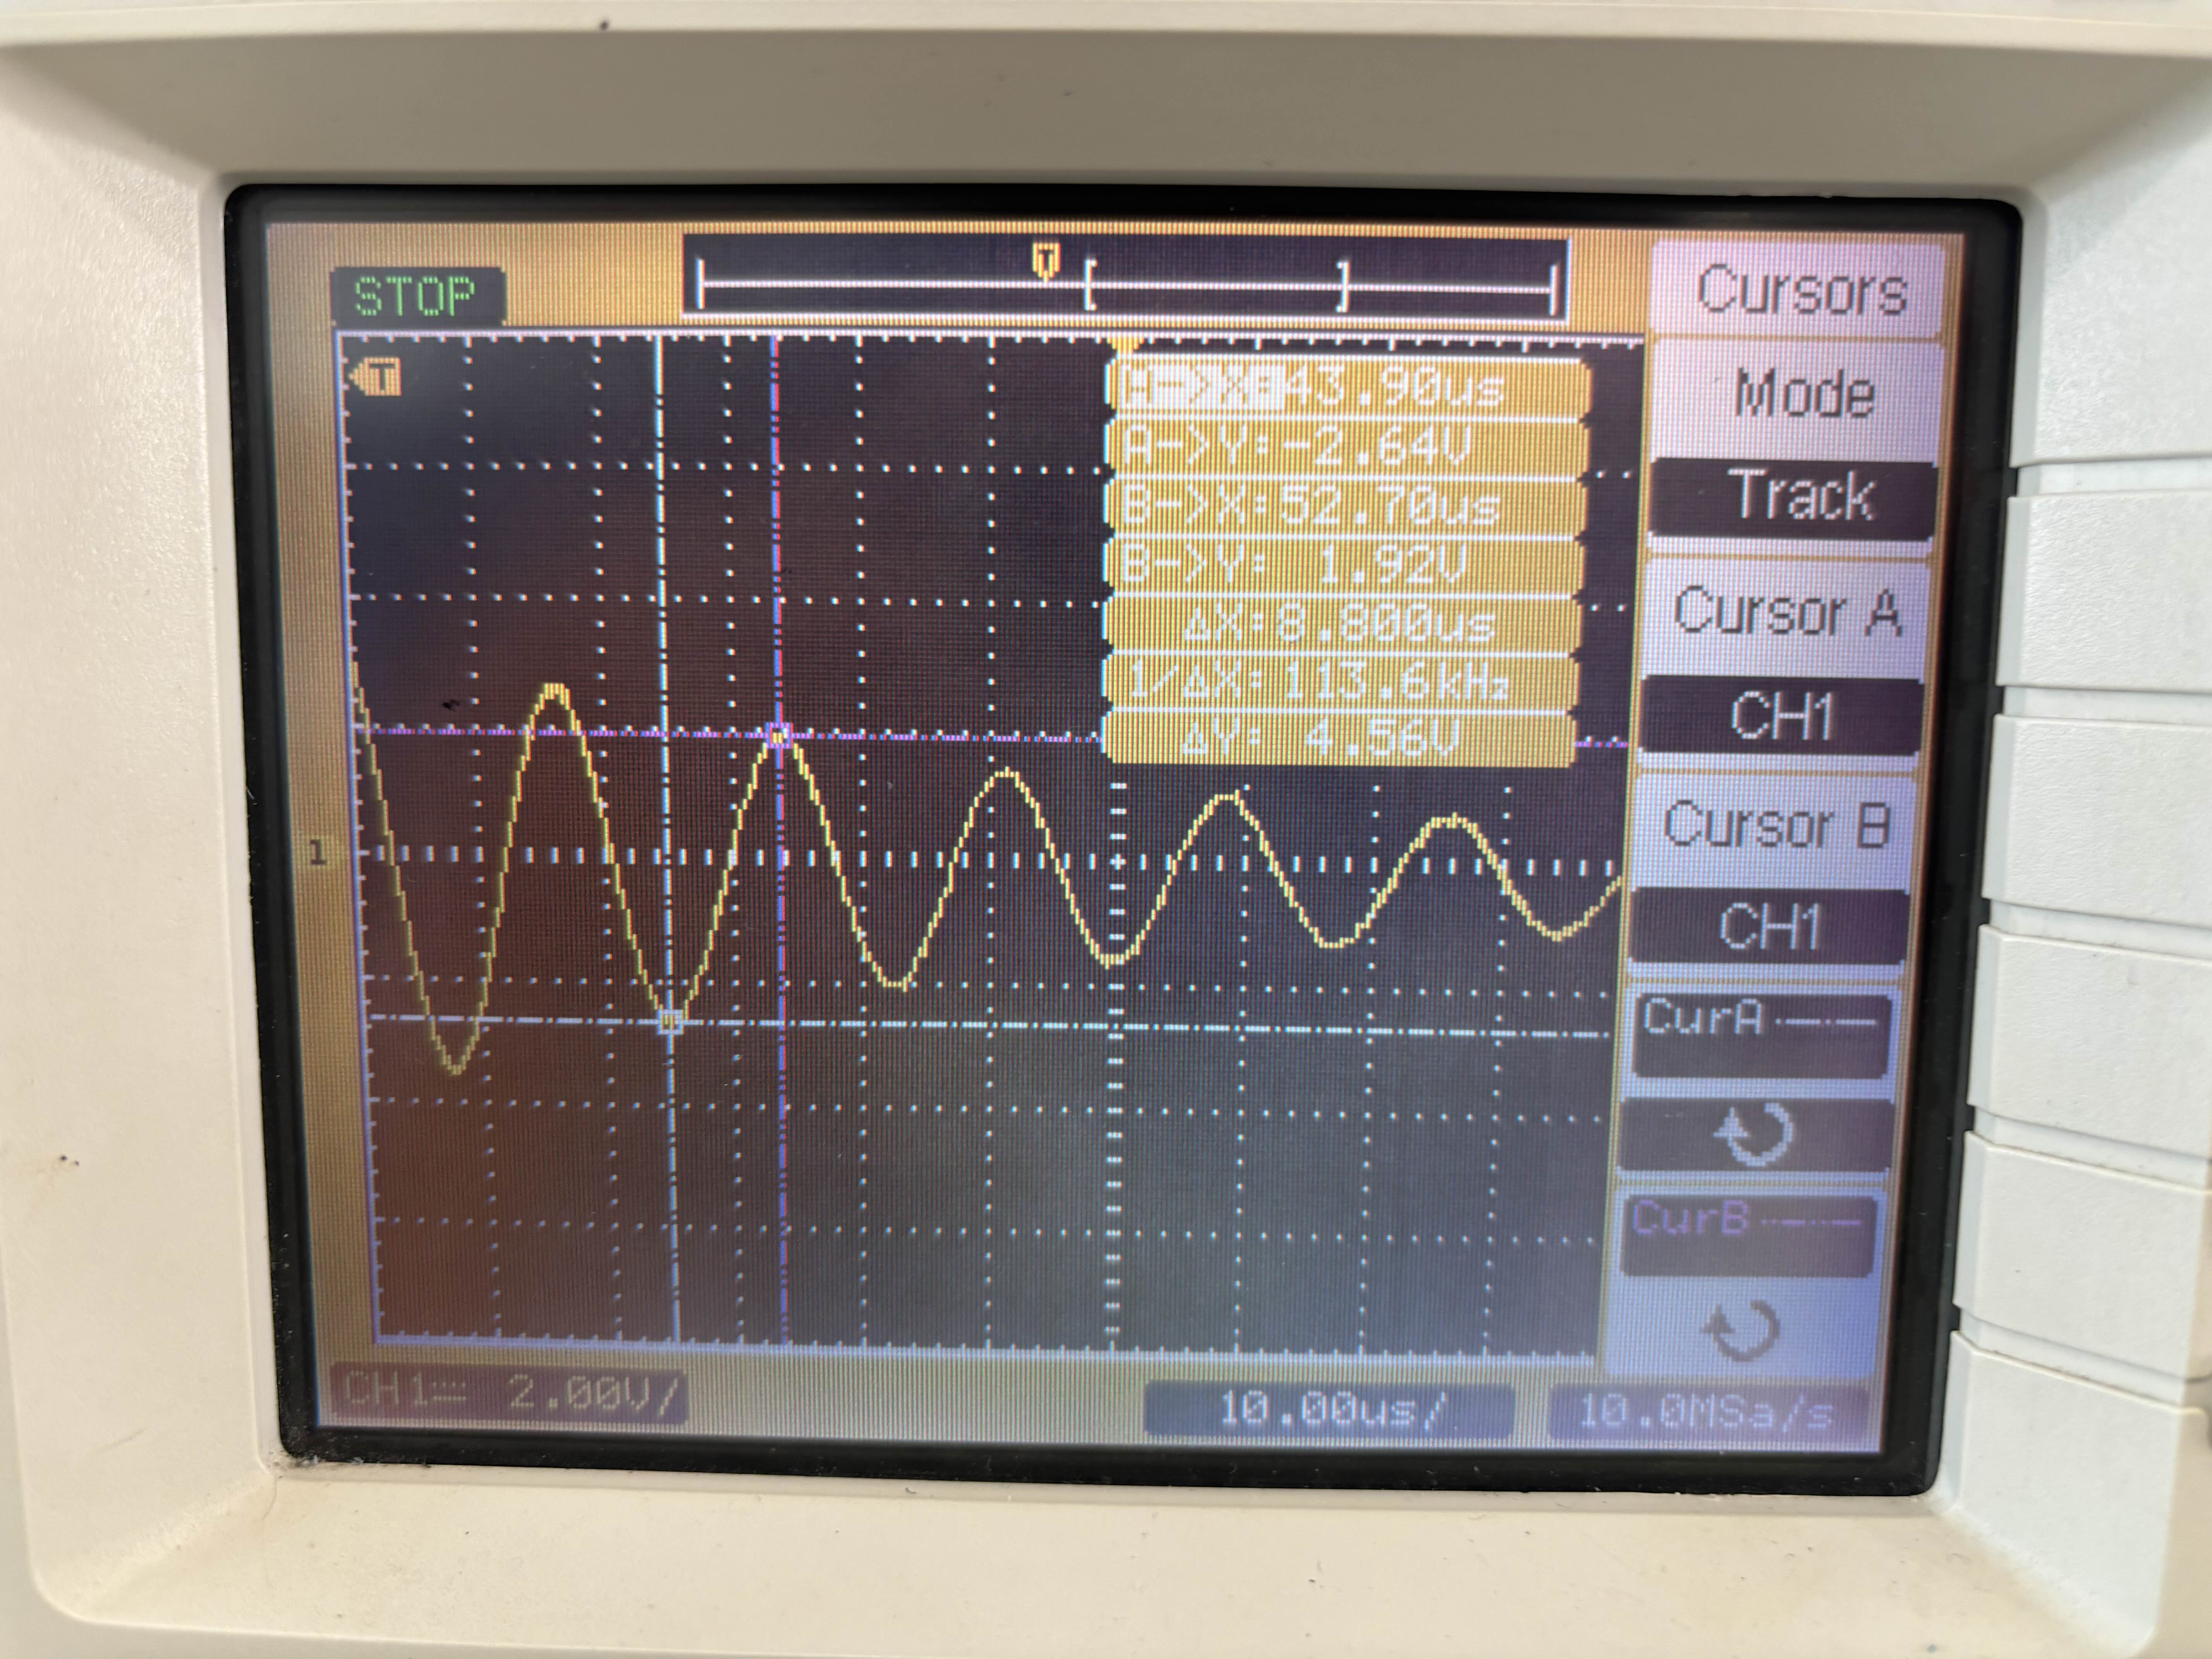 T
STOP
Cursors
T
A->X:43.90us
Mode
A->Y:-2.64V
Track
B->X:52.70us
B->Y: 1.92V
ΔX:8.800us
Cursor A
1/ΔX:113.6kHz
CH1
ΔY: 4.56V
1
Cursor B
CH1
CurA
CurB
CH1 2.00V/
10.00us/
10.0MSa/s